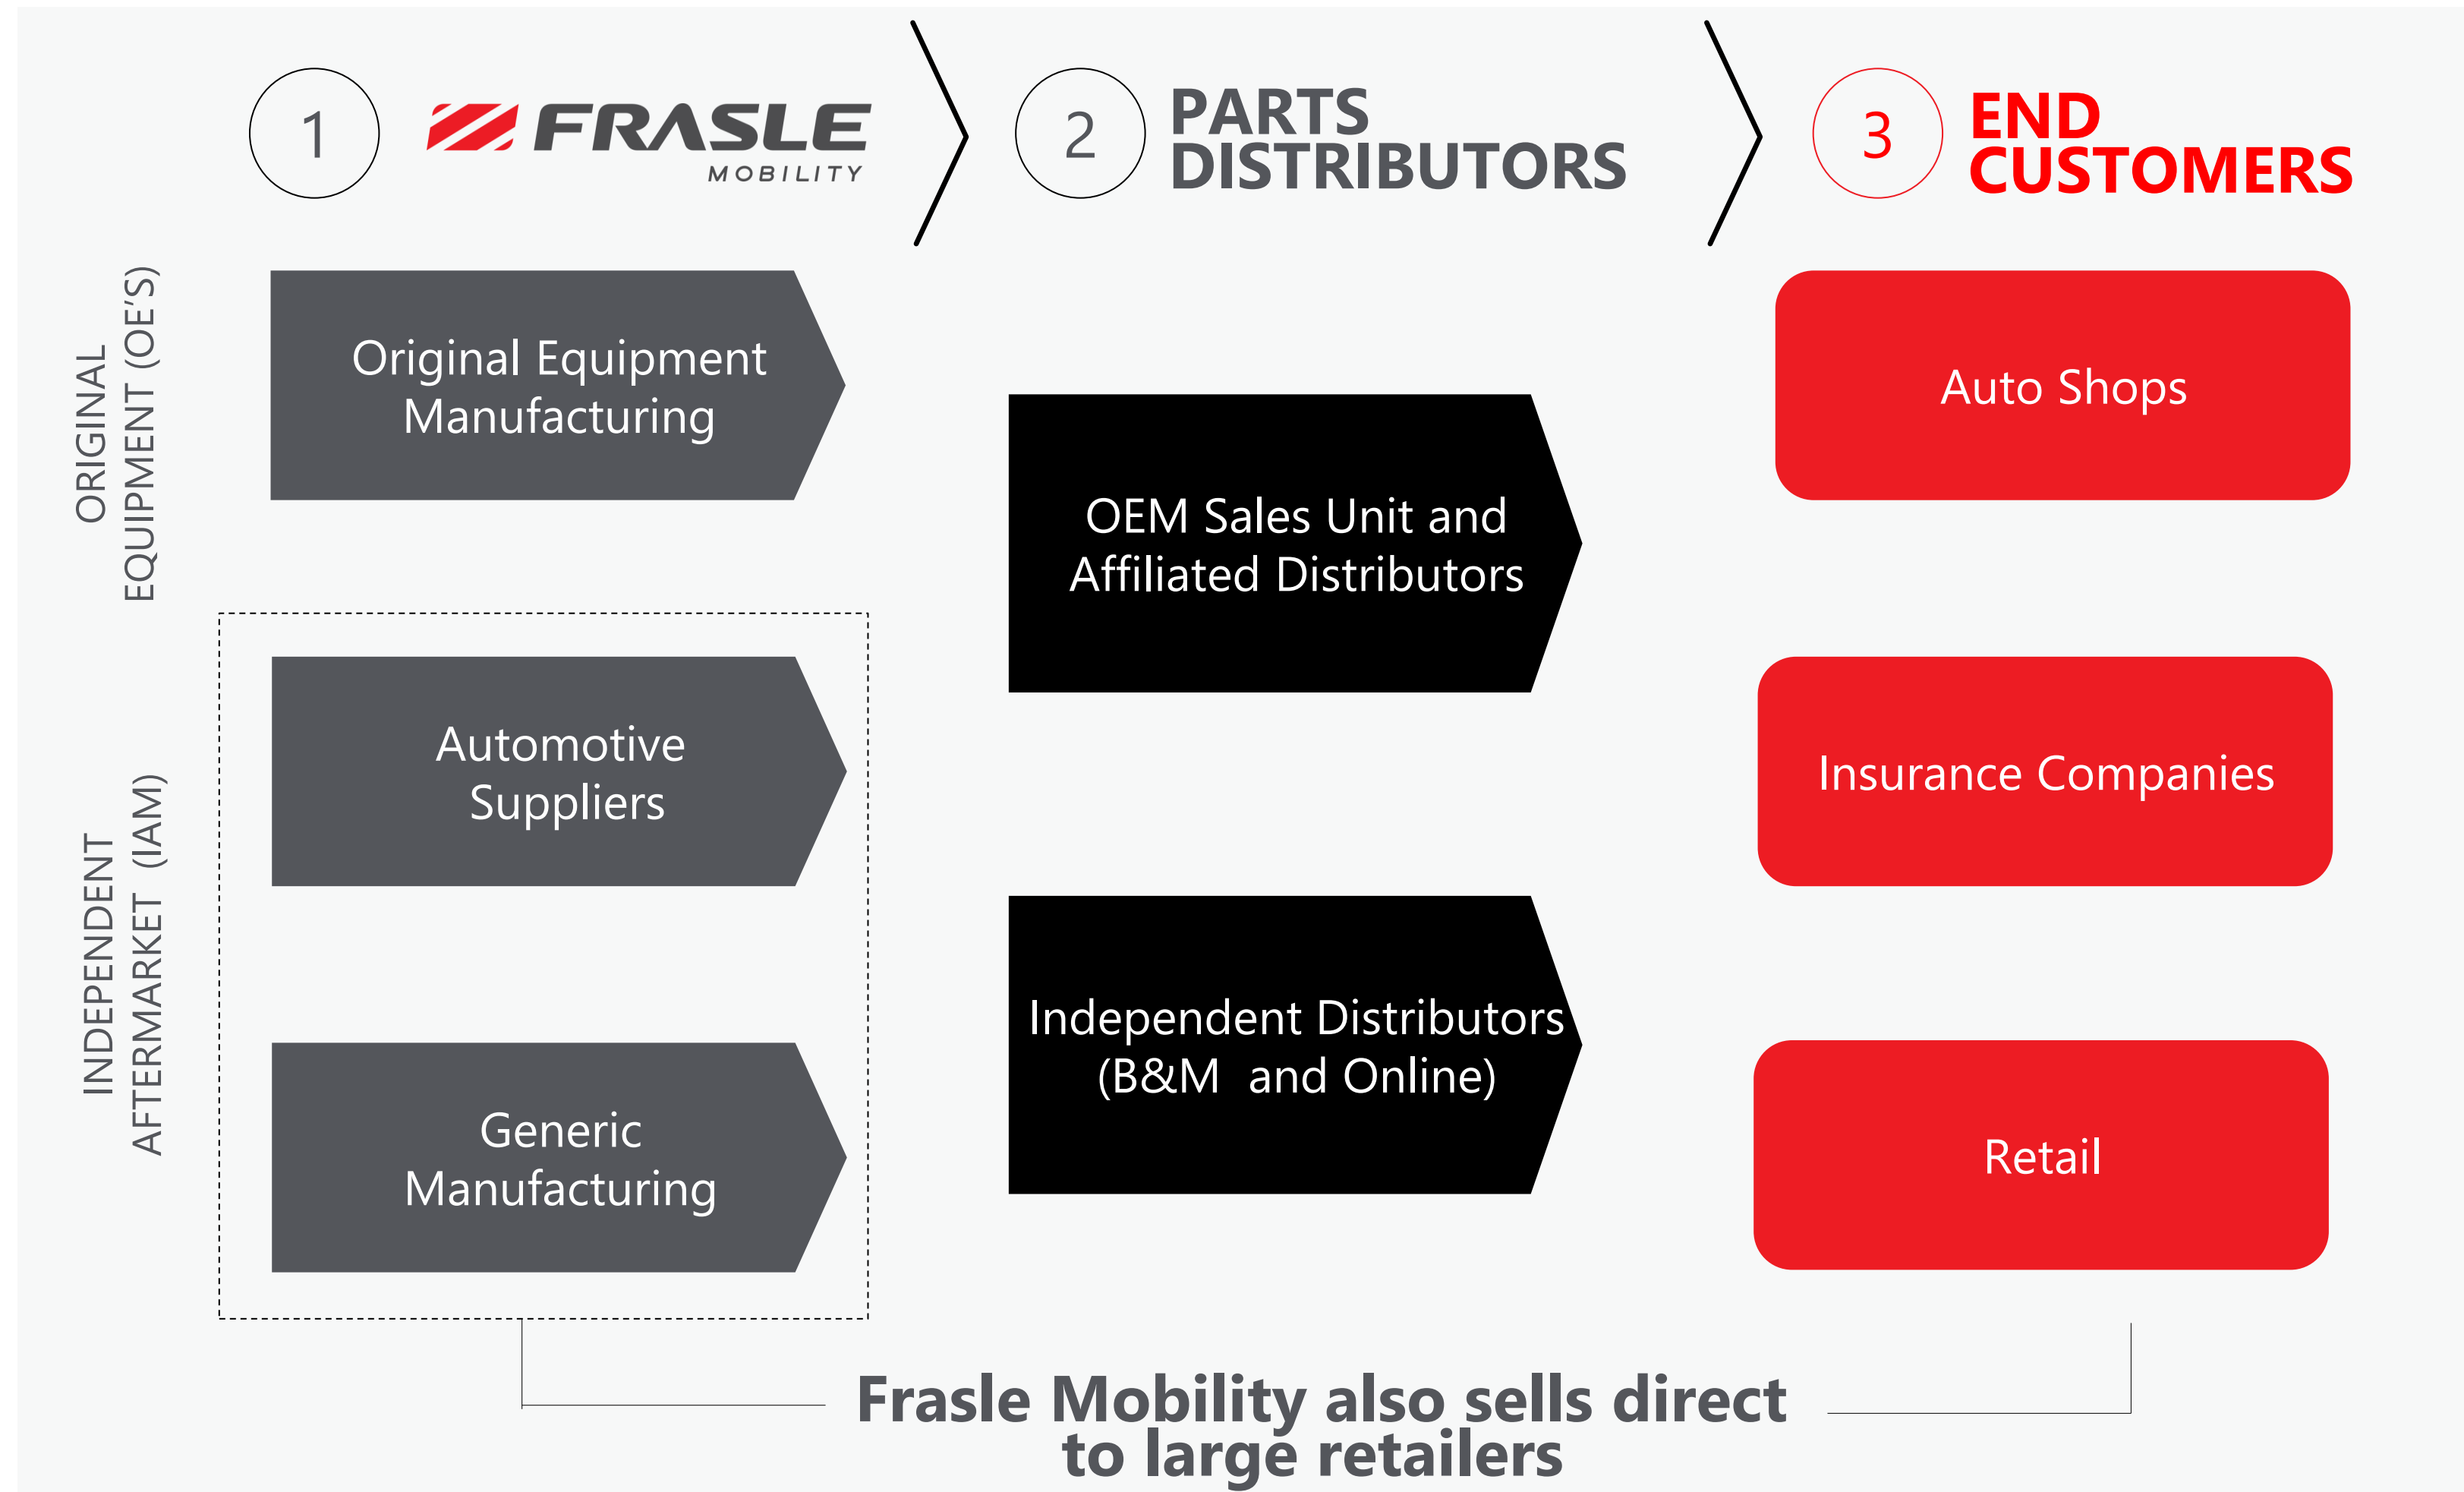 1
FRASLE
MOBILITY
2
PARTS
DISTRIBUTORS
3
END
CUSTOMERS
ORIGINAL
EQUIPMENT (OE'S)
Original Equipment
Manufacturing
OEM Sales Unit and
Affiliated Distributors
Auto Shops
INDEPENDENT
AFTERMARKET (IAM)
Automotive
Suppliers
Insurance Companies
Generic
Manufacturing
Independent Distributors
(B&M and Online)
Retail
Frasle Mobility also sells direct
to large retailers